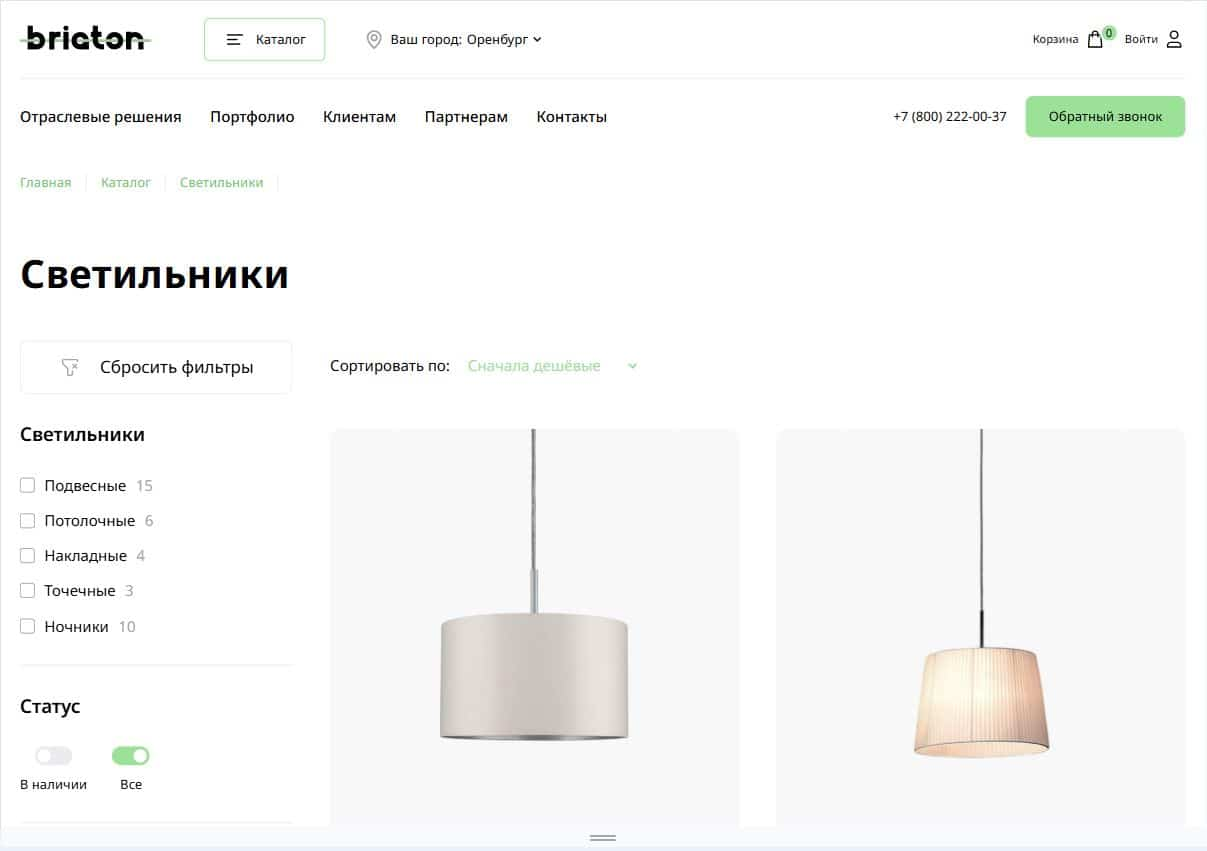 briaton
Каталог
Ваш город: Оренбург
Корзина 0 Войти
Отраслевые решения Портфолио Клиентам Партнерам Контакты
+7 (800) 222-00-37
Обратный звонок
Главная Каталог Светильники
Светильники
Сбросить фильтры
Сортировать по: Сначала дешёвые
Светильники
Подвесные 15
Потолочные 6
Накладные 4
Точечные 3
Ночники 10
Статус
В наличии Все